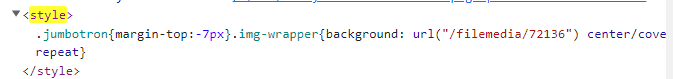 <style>
.jumbotron{margin-top:-7px}.img-wrapper{background: url("/filemedia/72136") center/cove
repeat}
</style>